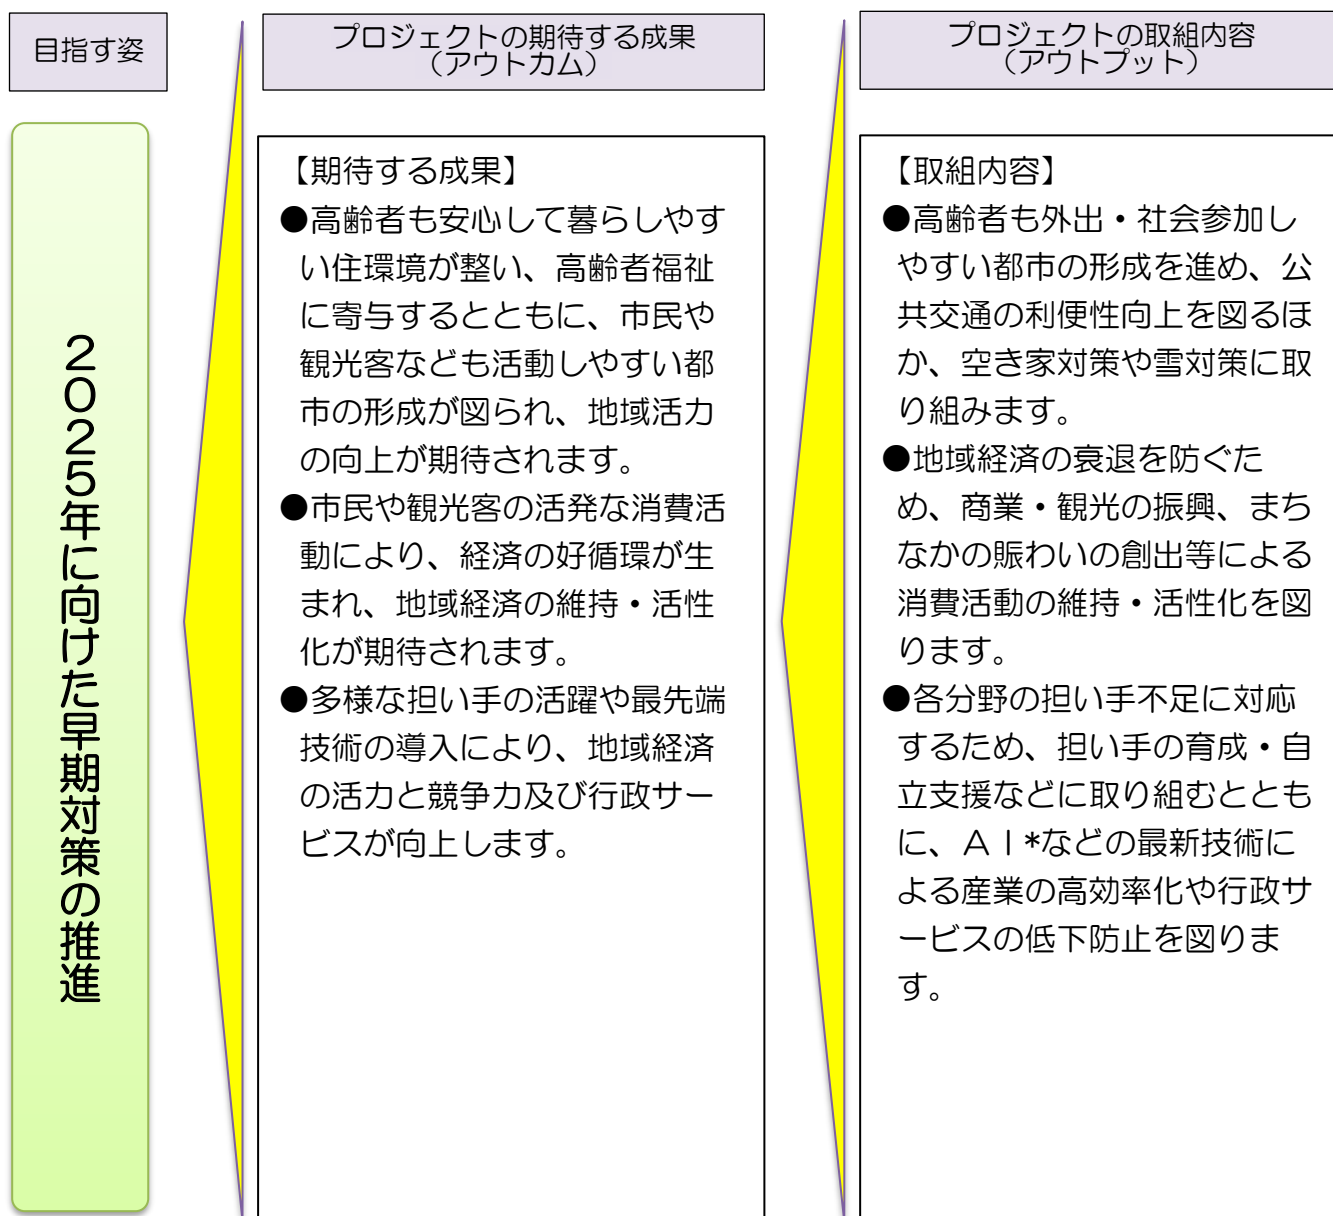 目指す姿
プロジェクトの期待する成果
（アウトカム）
プロジェクトの取組内容
（アウトプット）
２０２５年に向けた早期対策の推進
【期待する成果】
●高齢者も安心して暮らしやす
い住環境が整い、高齢者福祉
に寄与するとともに、市民や
観光客なども活動しやすい都
市の形成が図られ、地域活力
の向上が期待されます。
●市民や観光客の活発な消費活
動により、経済の好循環が生
まれ、地域経済の維持・活性
化が期待されます。
●多様な担い手の活躍や最先端
技術の導入により、地域経済
の活力と競争力及び行政サー
ビスが向上します。
【取組内容】
●高齢者も外出・社会参加し
やすい都市の形成を進め、公
共交通の利便性向上を図るほ
か、空き家対策や雪対策に取
り組みます。
●地域経済の衰退を防ぐた
め、商業・観光の振興、まち
なかの賑わいの創出等による
消費活動の維持・活性化を図
ります。
●各分野の担い手不足に対応
するため、担い手の育成・自
立支援などに取り組むととも
に、ＡＩ*などの最新技術に
よる産業の高効率化や行政サ
ービスの低下防止を図りま
す。